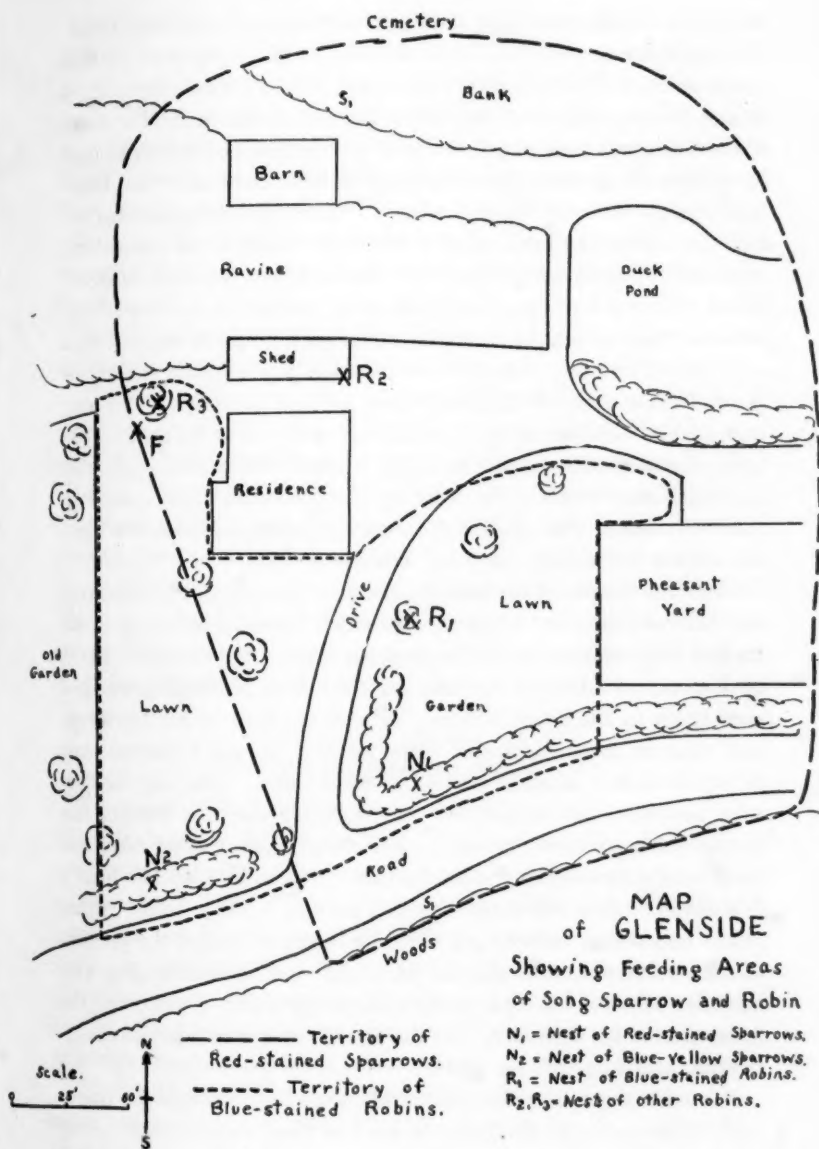 Cemetery
S₁ Bank
Barn
Ravine
Duck
Pond
Shed
X R₂
X R₃
X F
Residence
Drive
Lawn
Pheasant
Yard
X R₁
Old
Garden
Lawn
Garden
N₁
X
N₂
X
Road
S₁
Woods
MAP
of GLENSIDE
Showing Feeding Areas
of Song Sparrow and Robin
N₁ = Nest of Red-stained Sparrows.
N₂ = Nest of Blue-Yellow Sparrows.
R₁ = Nest of Blue-stained Robins.
R₂,R₃=Nest of other Robins.
Territory of
Red-stained Sparrows.
Territory of
Blue-stained Robins.
N
S
Scale.
0 25' 60'